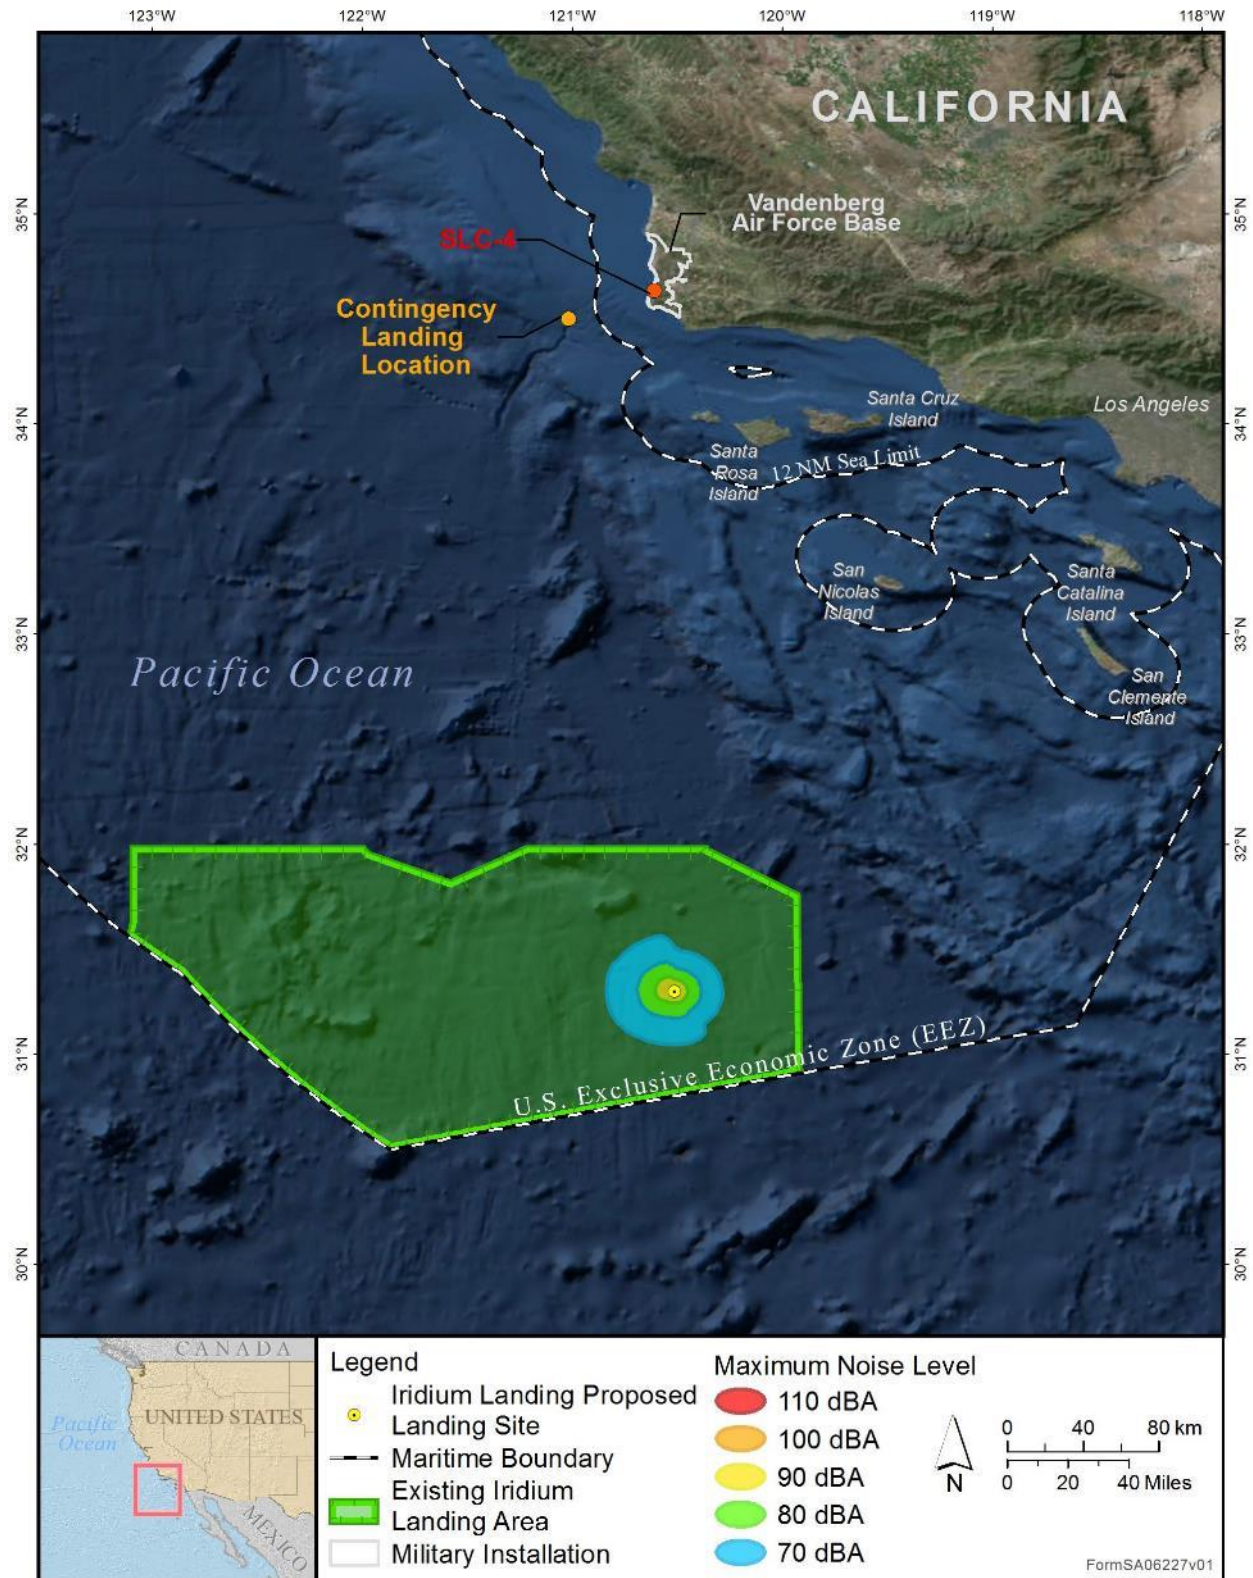 123°W 122°W 121°W 120°W 119°W 118°W
CALIFORNIA
35°N
35°N
Vandenberg
Air Force Base
SLC-4
Contingency
Landing
Location
34°N
34°N
Santa Cruz
Island
Los Angeles
Santa
Rosa
Island
12 NM Sea Limit
San
Nicolas
Island
Santa
Catalina
Island
33°N
33°N
Pacific Ocean
San
Clemente
Island
32°N
32°N
31°N
31°N
U.S. Exclusive Economic Zone (EEZ)
30°N
30°N
CANADA
Pacific
Ocean
UNITED STATES
MEXICO
Legend
Iridium Landing Proposed
Landing Site
Maritime Boundary
Existing Iridium
Landing Area
Military Installation
Maximum Noise Level
110 dBA
100 dBA
90 dBA
80 dBA
70 dBA
N
0 40 80 km
0 20 40 Miles
FormSA06227v01